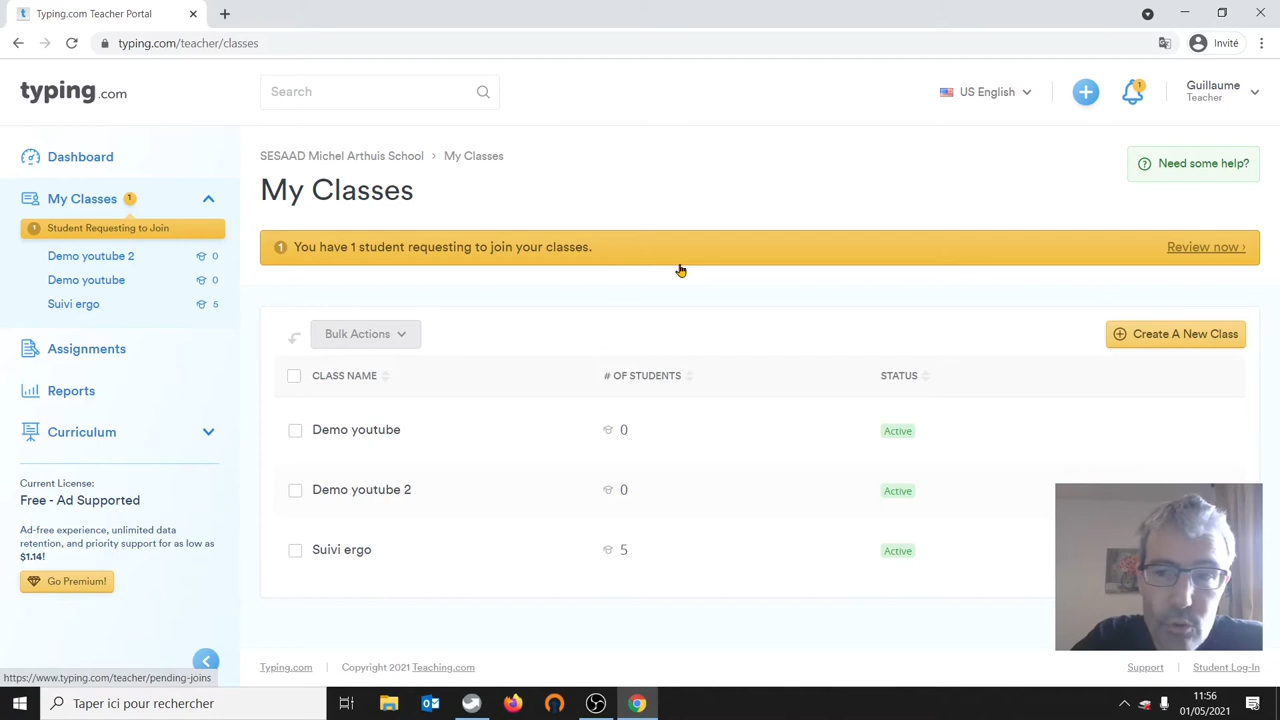 Typing.com Teacher Portal
typing.com/teacher/classes
Invité
typing.com
Search
US English
1
Guillaume
Teacher
Dashboard
My Classes 1
1 Student Requesting to Join
Demo youtube 2 0
Demo youtube 0
Suivi ergo 5
Assignments
Reports
Curriculum
Current License:
Free - Ad Supported
Ad-free experience, unlimited data
retention, and priority support for as low as
$1.14!
Go Premium!
https://www.typing.com/teacher/pending-joins
SESAAD Michel Arthuis School › My Classes
Need some help?
My Classes
1 You have 1 student requesting to join your classes. Review now ›
Bulk Actions
Create A New Class
CLASS NAME # OF STUDENTS STATUS
Demo youtube 0 Active
Demo youtube 2 0 Active
Suivi ergo 5 Active
Typing.com | Copyright 2021 Teaching.com
Support | Student Log-In
Taper ici pour rechercher
11:56
01/05/2021